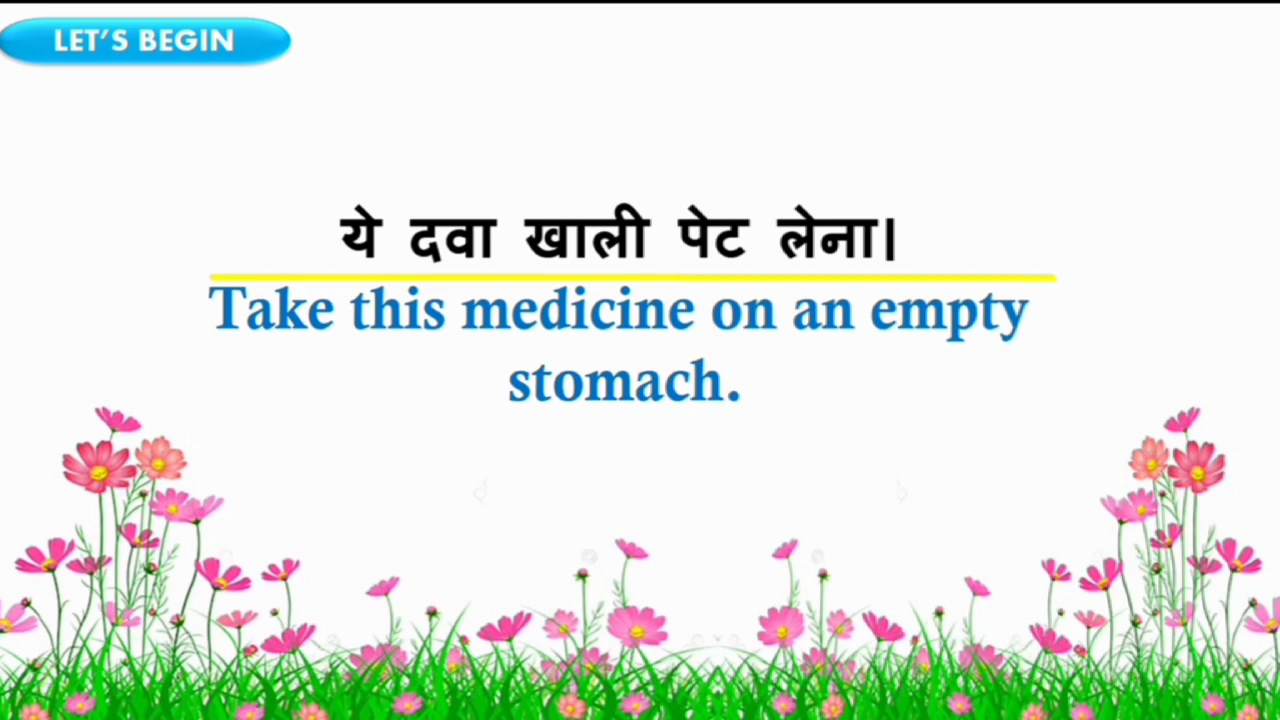 LET'S BEGIN
ये दवा खाली पेट लेना।
Take this medicine on an empty
stomach.